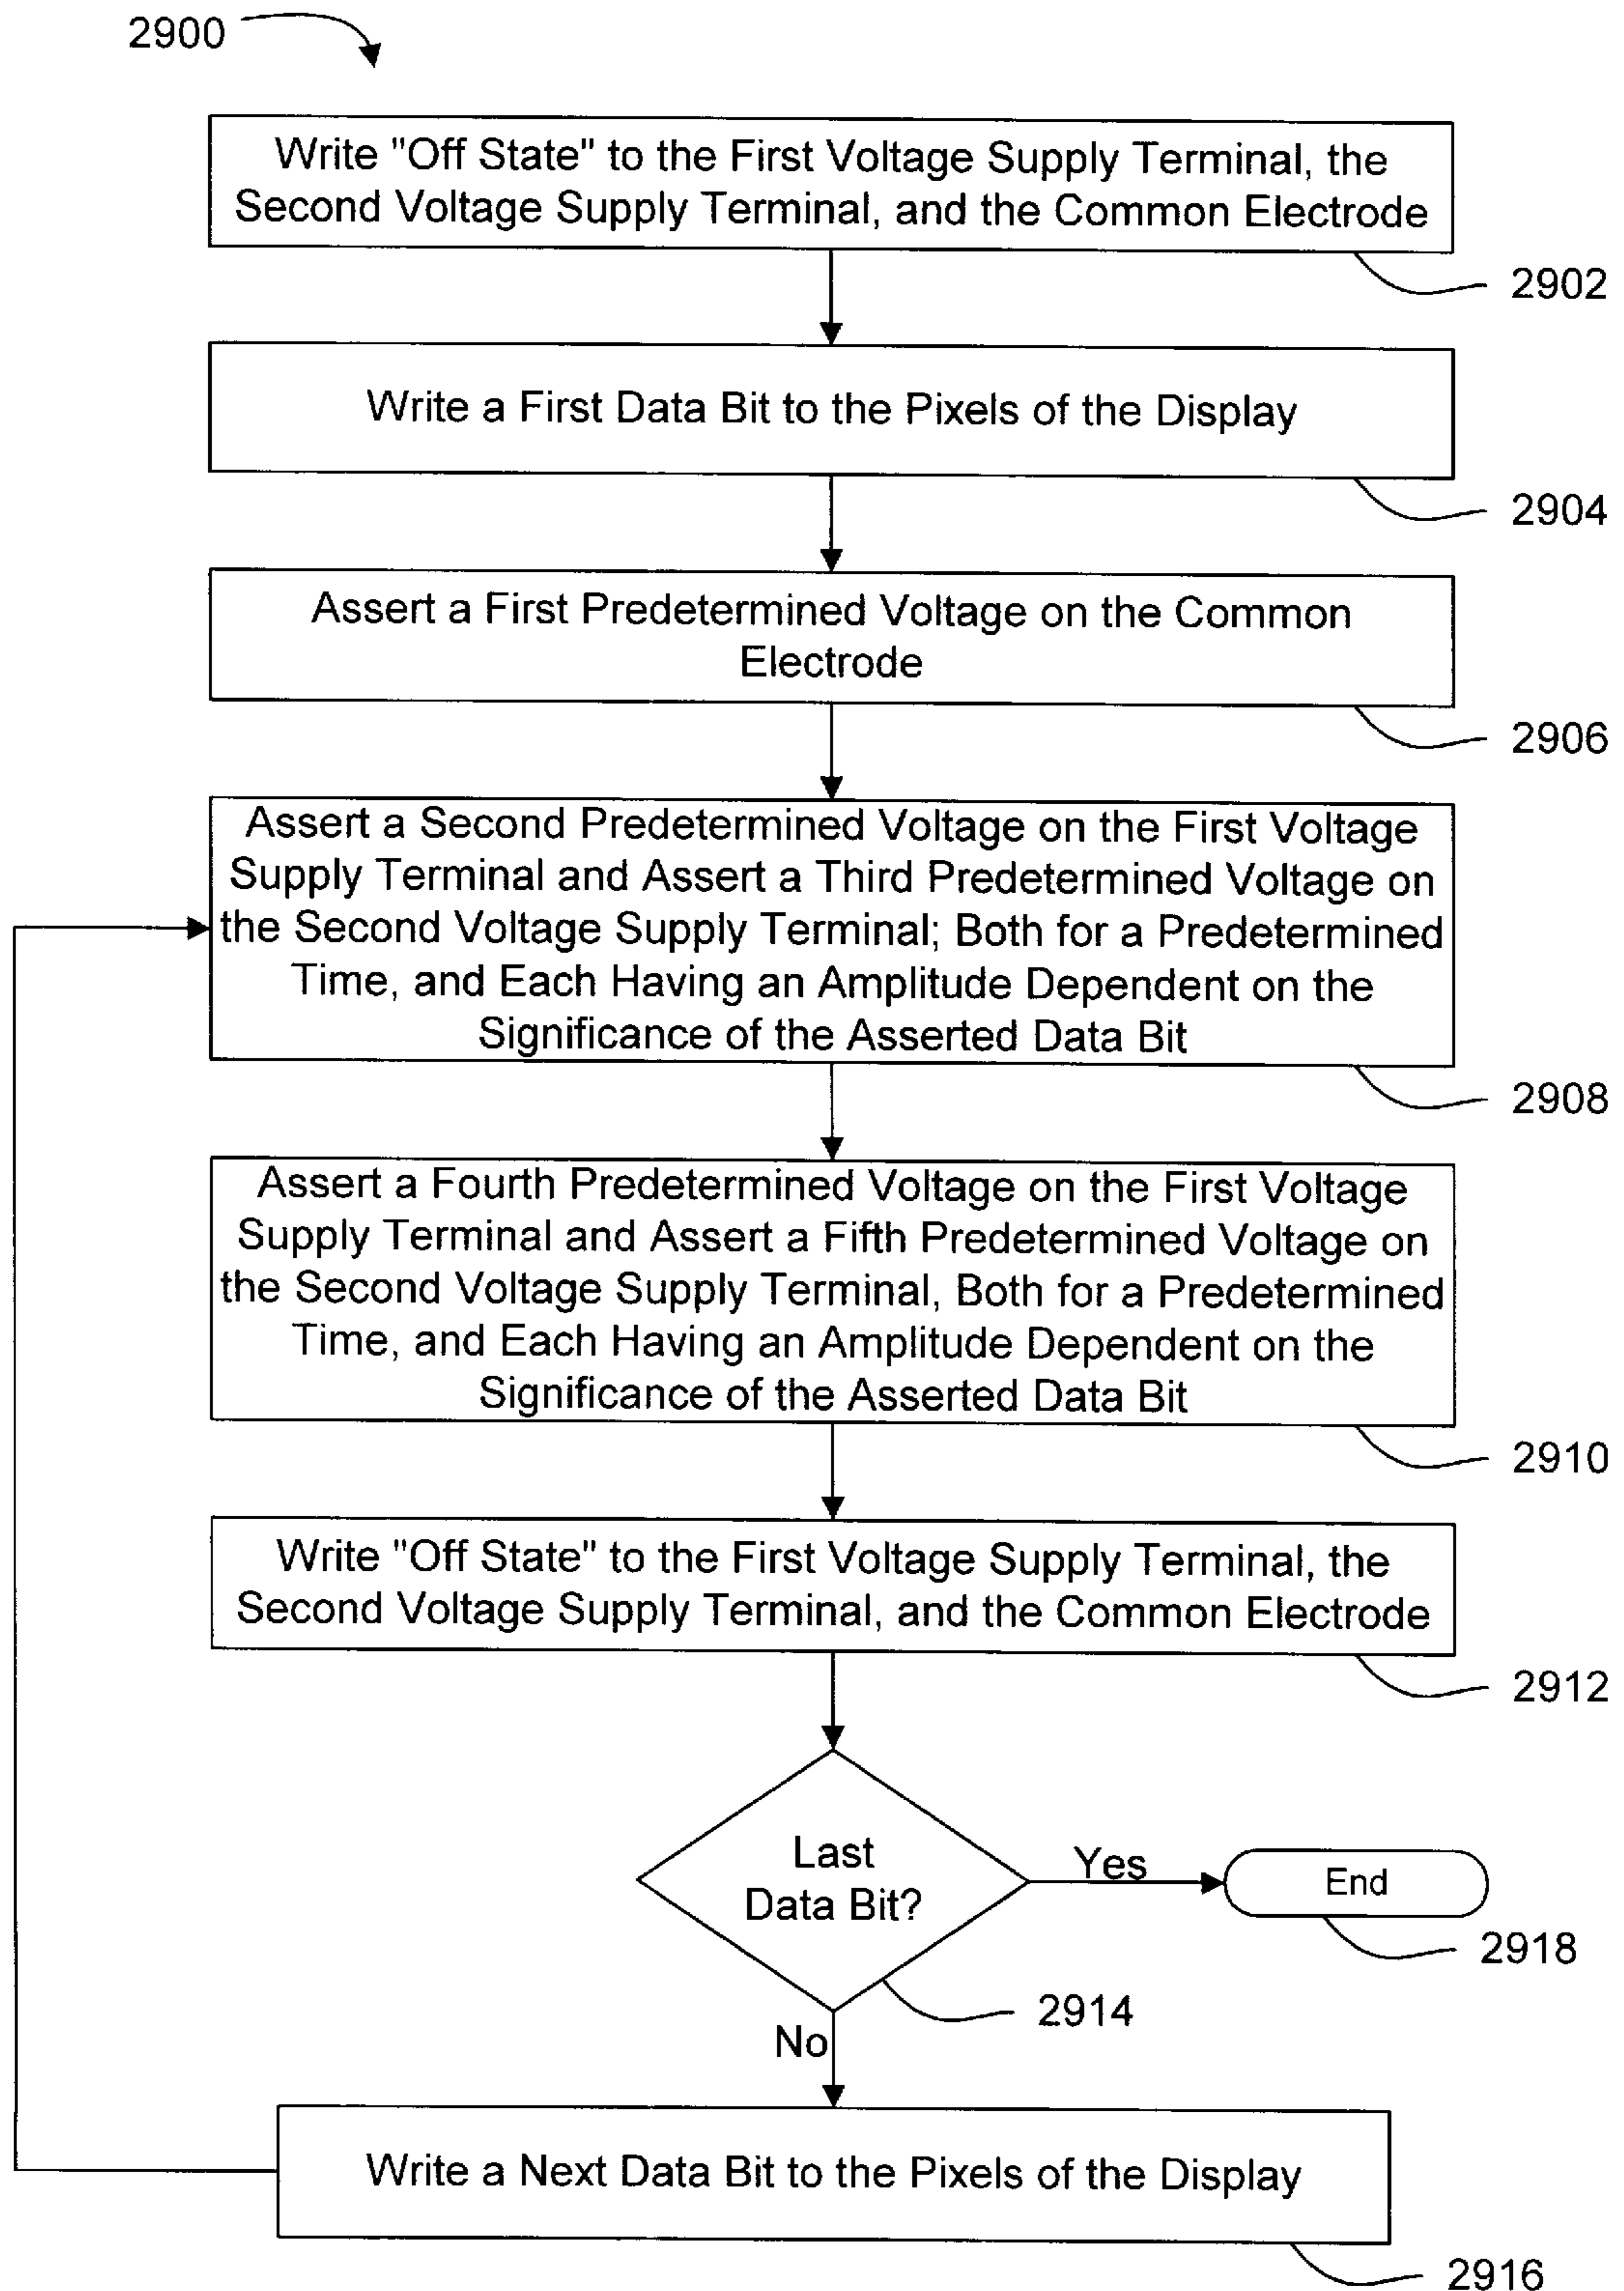 2900
Write "Off State" to the First Voltage Supply Terminal, the
Second Voltage Supply Terminal, and the Common Electrode
2902
Write a First Data Bit to the Pixels of the Display
2904
Assert a First Predetermined Voltage on the Common
Electrode
2906
Assert a Second Predetermined Voltage on the First Voltage
Supply Terminal and Assert a Third Predetermined Voltage on
the Second Voltage Supply Terminal; Both for a Predetermined
Time, and Each Having an Amplitude Dependent on the
Significance of the Asserted Data Bit
2908
Assert a Fourth Predetermined Voltage on the First Voltage
Supply Terminal and Assert a Fifth Predetermined Voltage on
the Second Voltage Supply Terminal, Both for a Predetermined
Time, and Each Having an Amplitude Dependent on the
Significance of the Asserted Data Bit
2910
Write "Off State" to the First Voltage Supply Terminal, the
Second Voltage Supply Terminal, and the Common Electrode
2912
Last
Data Bit?
Yes
End
2918
2914
No
Write a Next Data Bit to the Pixels of the Display
2916